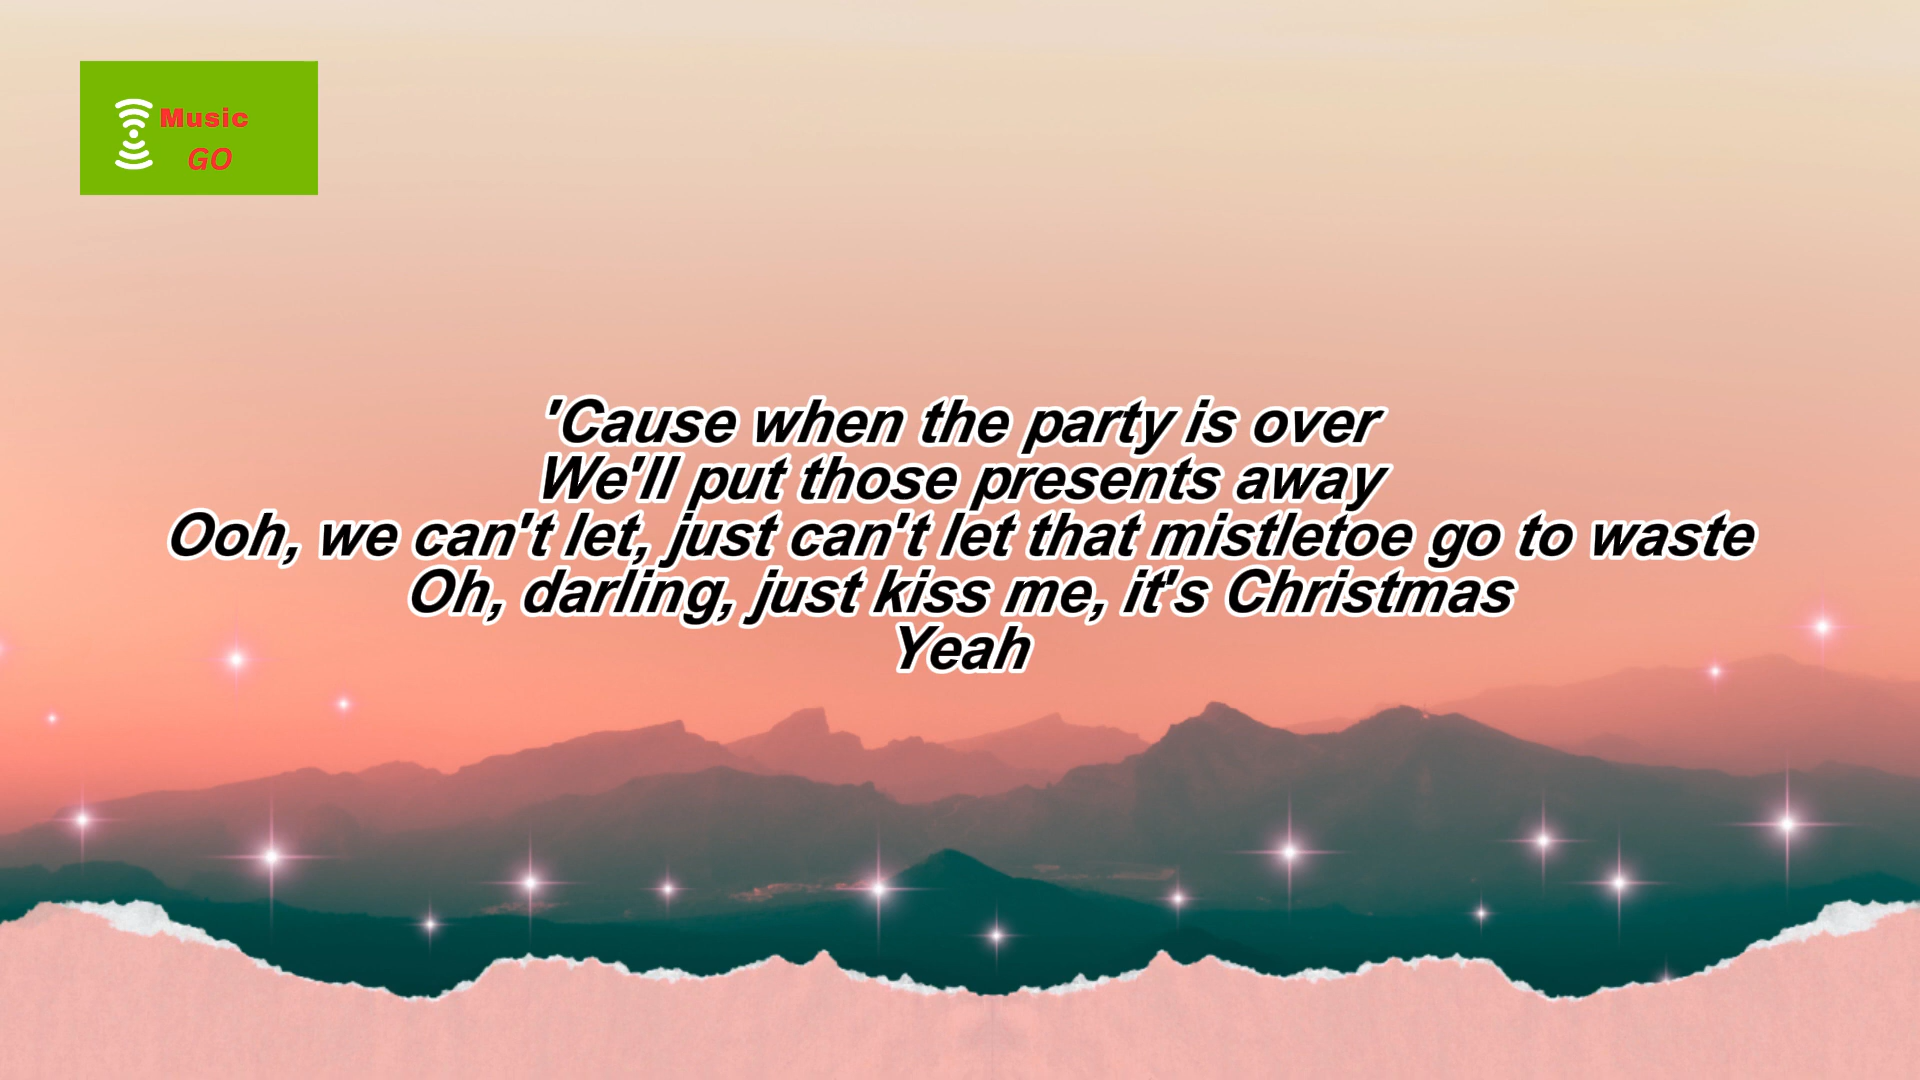 Music
GO
'Cause when the party is over
We'll put those presents away
Ooh, we can't let, just can't let that mistletoe go to waste
Oh, darling, just kiss me, it's Christmas
Yeah